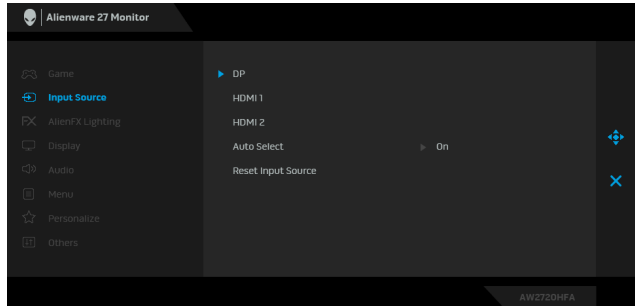 Alienware 27 Monitor
Game
Input Source
AlienFX Lighting
Display
Audio
Menu
Personalize
Others
DP
HDMI 1
HDMI 2
Auto Select On
Reset Input Source
AW2720HFA